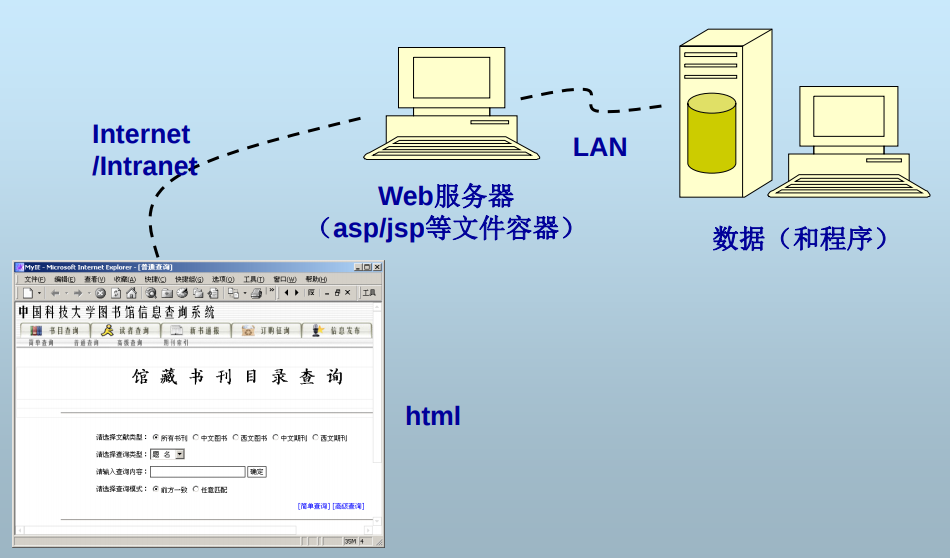 Internet
/Intranet
LAN
Web服务器
（asp/jsp等文件容器）
数据（和程序）
MyIE - Microsoft Internet Explorer - [普通查询]
文件(F) 编辑(E) 查看(V) 收藏(A) 快捷(C) 快捷组(G) 选项(O) 工具(T) 窗口(W) 帮助(H)
工具
中国科技大学图书馆信息查询系统
书目查询 读者查询 新书通报 订购征询 信息发布
简单查询 普通查询 高级查询 期刊索引
馆藏书刊目录查询
html
请选择文献类型： 所有书刊 中文图书 西文图书 中文期刊 西文期刊
请选择查询类型： 题 名
请输入查询内容： 确定
请选择查询模式： 前方一致 任意匹配
[简单查询] [高级查询]
35M 4